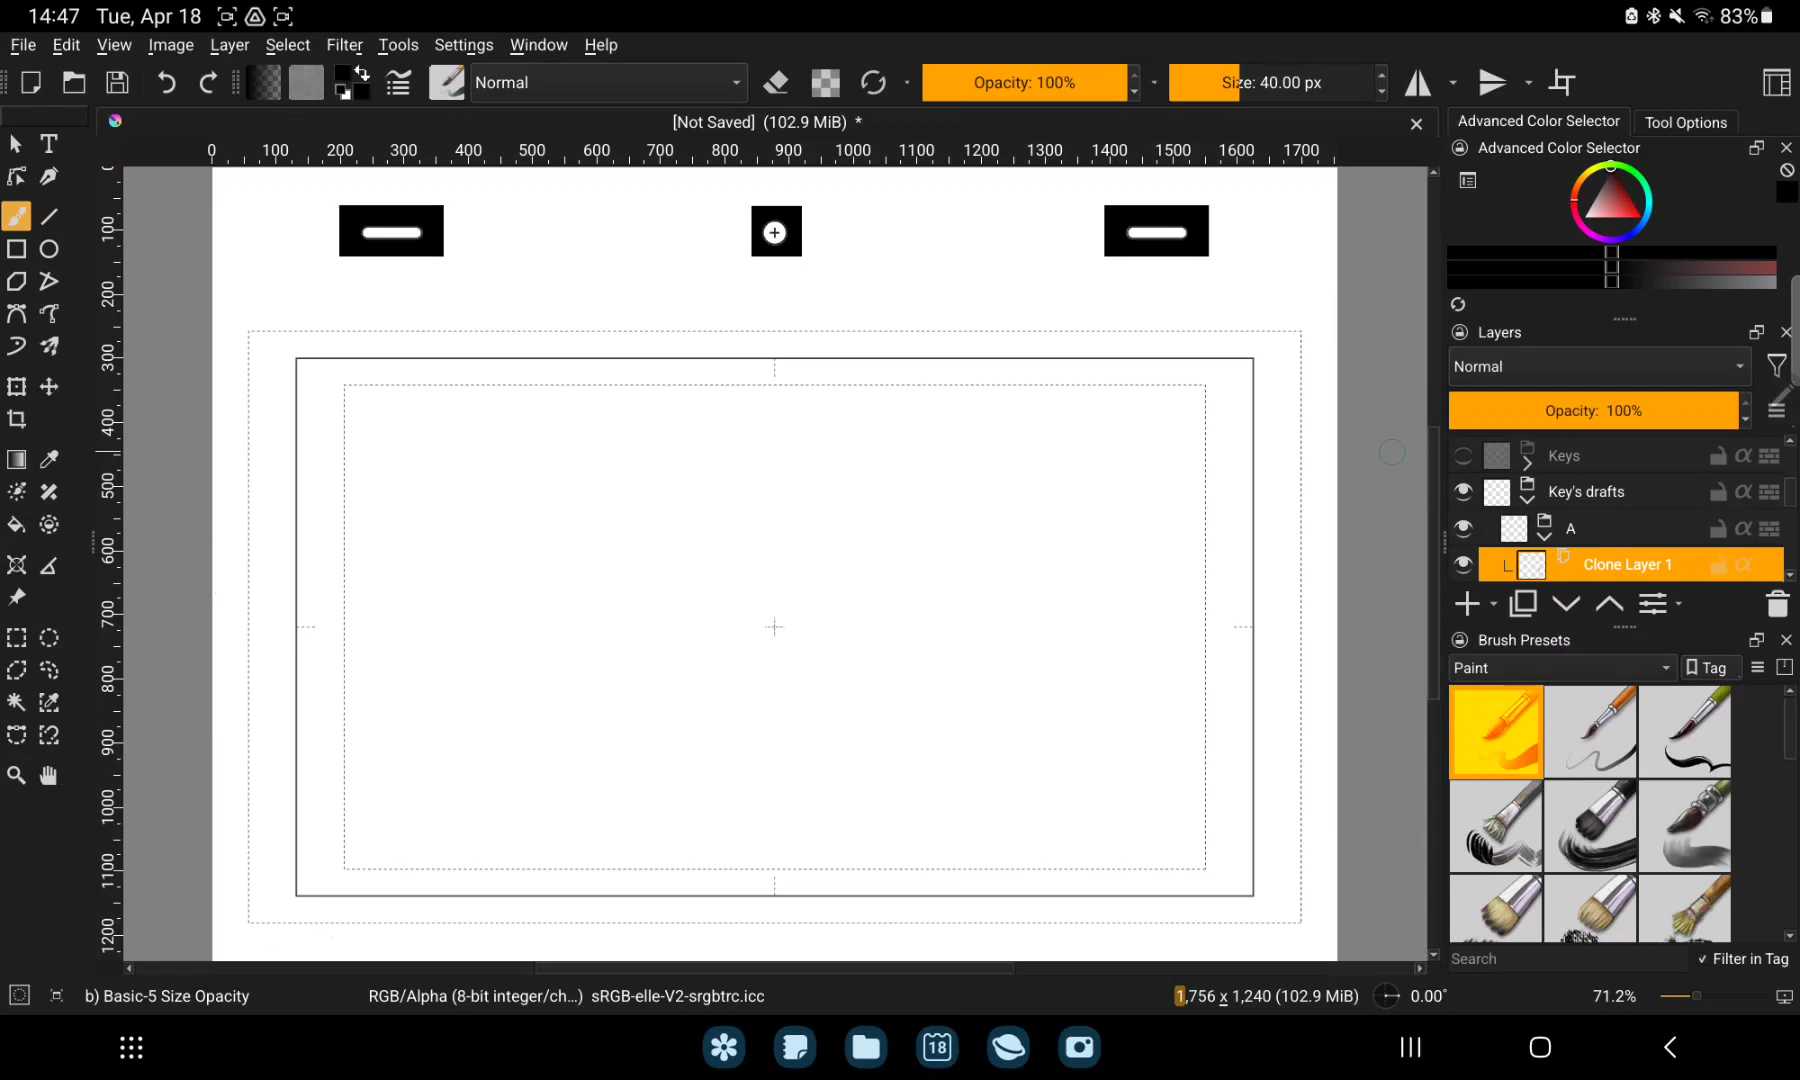 14:47 Tue, Apr 18 83%
File Edit View Image Layer Select Filter Tools Settings Window Help
Normal Opacity: 100% Size: 40.00 px
[Not Saved] (102.9 MiB) *
0 100 200 300 400 500 600 700 800 900 1000 1100 1200 1300 1400 1500 1600 1700
0 100 200 300 400 500 600 700 800 900 1000 1100 1200
Advanced Color Selector Tool Options
Advanced Color Selector
Layers
Normal
Opacity: 100%
Keys
Key's drafts
A
Clone Layer 1
Brush Presets
Paint Tag
Search Filter in Tag
b) Basic-5 Size Opacity RGB/Alpha (8-bit integer/ch...) sRGB-elle-V2-srgbtrc.icc 1,756 x 1,240 (102.9 MiB) 0.00° 71.2%
18